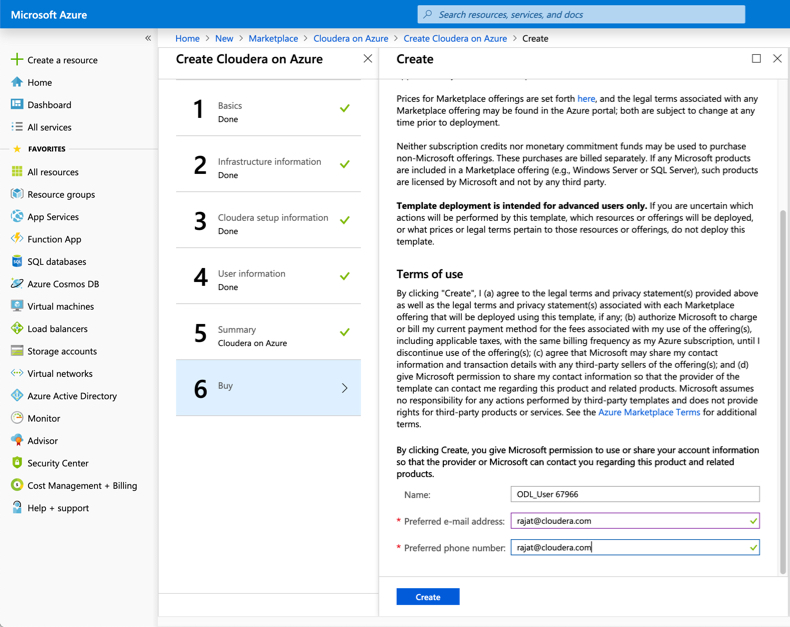 Microsoft Azure
Search resources, services, and docs
Home > New > Marketplace > Cloudera on Azure > Create Cloudera on Azure > Create
Create a resource
Home
Dashboard
All services
FAVORITES
All resources
Resource groups
App Services
Function App
SQL databases
Azure Cosmos DB
Virtual machines
Load balancers
Storage accounts
Virtual networks
Azure Active Directory
Monitor
Advisor
Security Center
Cost Management + Billing
Help + support
Create Cloudera on Azure
1 Basics
Done
2 Infrastructure information
Done
3 Cloudera setup information
Done
4 User information
Done
5 Summary
Cloudera on Azure
6 Buy
Create
Prices for Marketplace offerings are set forth here, and the legal terms associated with any
Marketplace offering may be found in the Azure portal; both are subject to change at any
time prior to deployment.
Neither subscription credits nor monetary commitment funds may be used to purchase
non-Microsoft offerings. These purchases are billed separately. If any Microsoft products
are included in a Marketplace offering (e.g., Windows Server or SQL Server), such products
are licensed by Microsoft and not by any third party.
Template deployment is intended for advanced users only. If you are uncertain which
actions will be performed by this template, which resources or offerings will be deployed,
or what prices or legal terms pertain to those resources or offerings, do not deploy this
template.
Terms of use
By clicking "Create", I (a) agree to the legal terms and privacy statement(s) provided above
as well as the legal terms and privacy statement(s) associated with each Marketplace
offering that will be deployed using this template, if any; (b) authorize Microsoft to charge
or bill my current payment method for the fees associated with my use of the offering(s),
including applicable taxes, with the same billing frequency as my Azure subscription, until I
discontinue use of the offering(s); (c) agree that Microsoft may share my contact
information and transaction details with any third-party sellers of the offering(s); and (d)
give Microsoft permission to share my contact information so that the provider of the
template can contact me regarding this product and related products. Microsoft assumes
no responsibility for any actions performed by third-party templates and does not provide
rights for third-party products or services. See the Azure Marketplace Terms for additional
terms.
By clicking Create, you give Microsoft permission to use or share your account information
so that the provider or Microsoft can contact you regarding this product and related
products.
Name: ODL_User 67966
* Preferred e-mail address: rajat@cloudera.com
* Preferred phone number: rajat@cloudera.com
Create